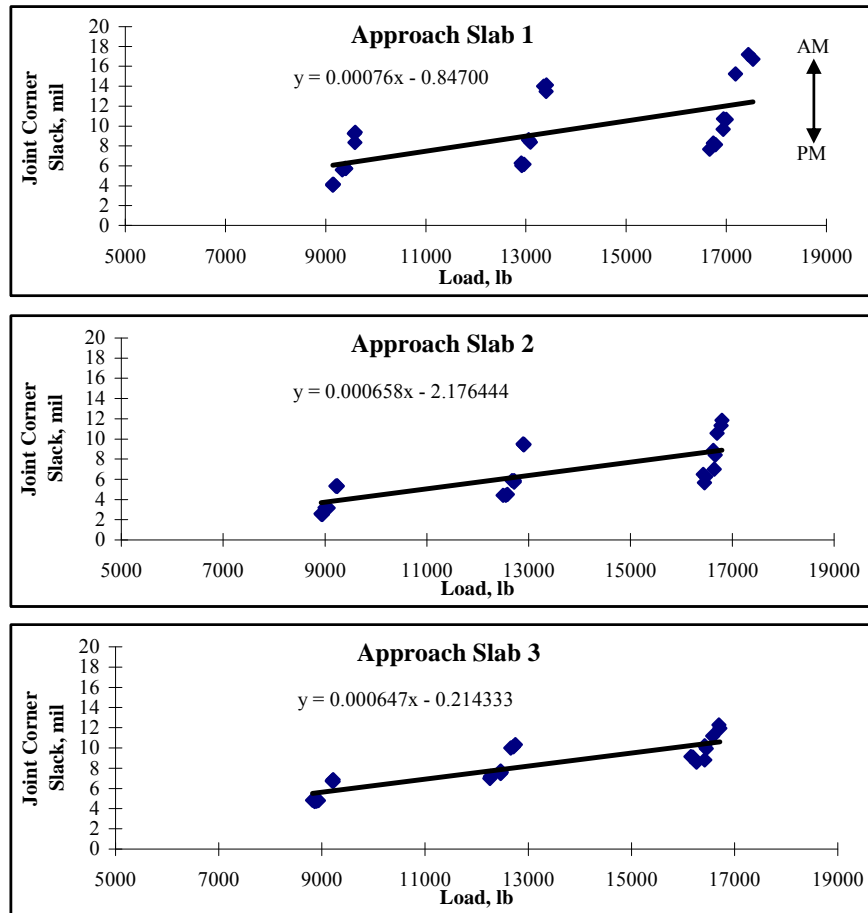 Approach Slab 1
y = 0.00076x - 0.84700
Joint Corner
Slack, mil
20
18
16
14
12
10
8
6
4
2
0
AM
PM
5000 7000 9000 11000 13000 15000 17000 19000
Load, lb
Approach Slab 2
y = 0.000658x - 2.176444
Joint Corner
Slack, mil
20
18
16
14
12
10
8
6
4
2
0
5000 7000 9000 11000 13000 15000 17000 19000
Load, lb
Approach Slab 3
y = 0.000647x - 0.214333
Joint Corner
Slack, mil
20
18
16
14
12
10
8
6
4
2
0
5000 7000 9000 11000 13000 15000 17000 19000
Load, lb